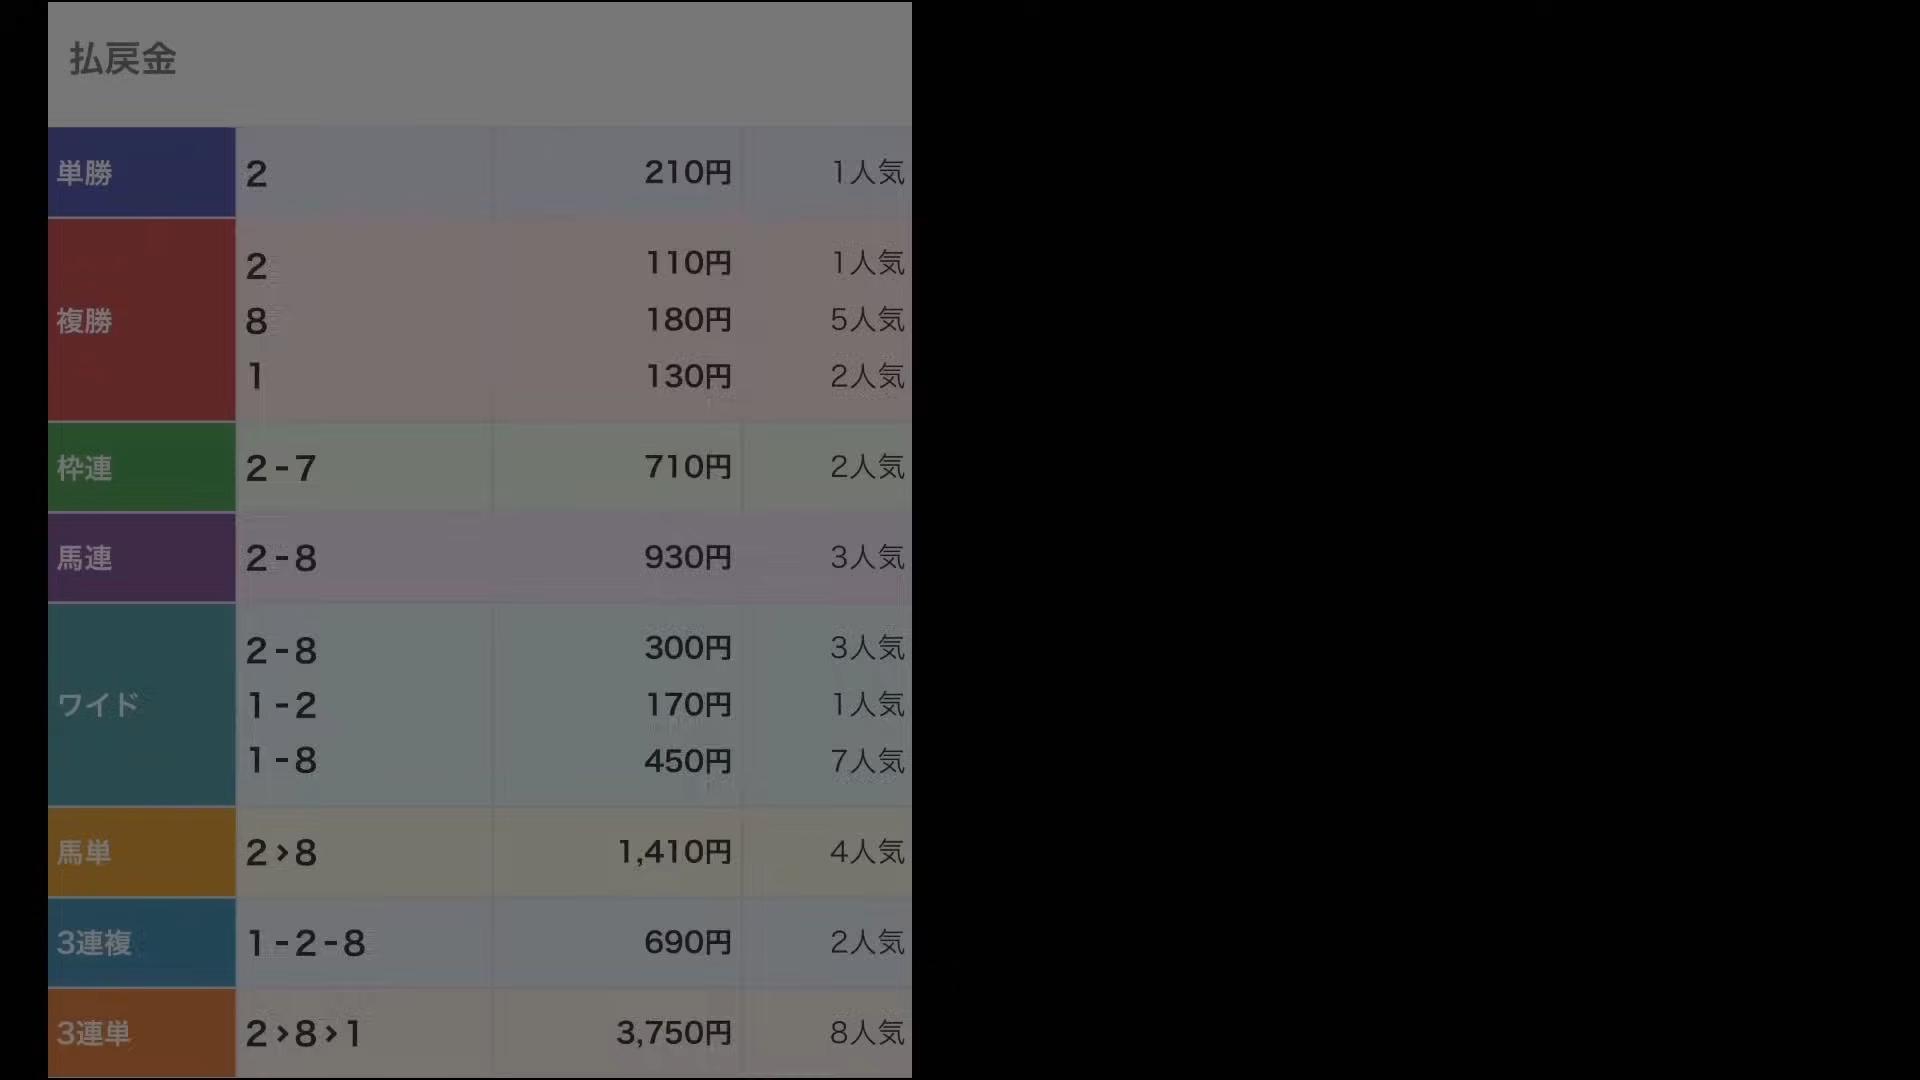 払戻金
単勝 2 210円 1人気
複勝 2 110円 1人気
8 180円 5人気
1 130円 2人気
枠連 2-7 710円 2人気
馬連 2-8 930円 3人気
ワイド 2-8 300円 3人気
1-2 170円 1人気
1-8 450円 7人気
馬単 2>8 1,410円 4人気
3連複 1-2-8 690円 2人気
3連単 2>8>1 3,750円 8人気